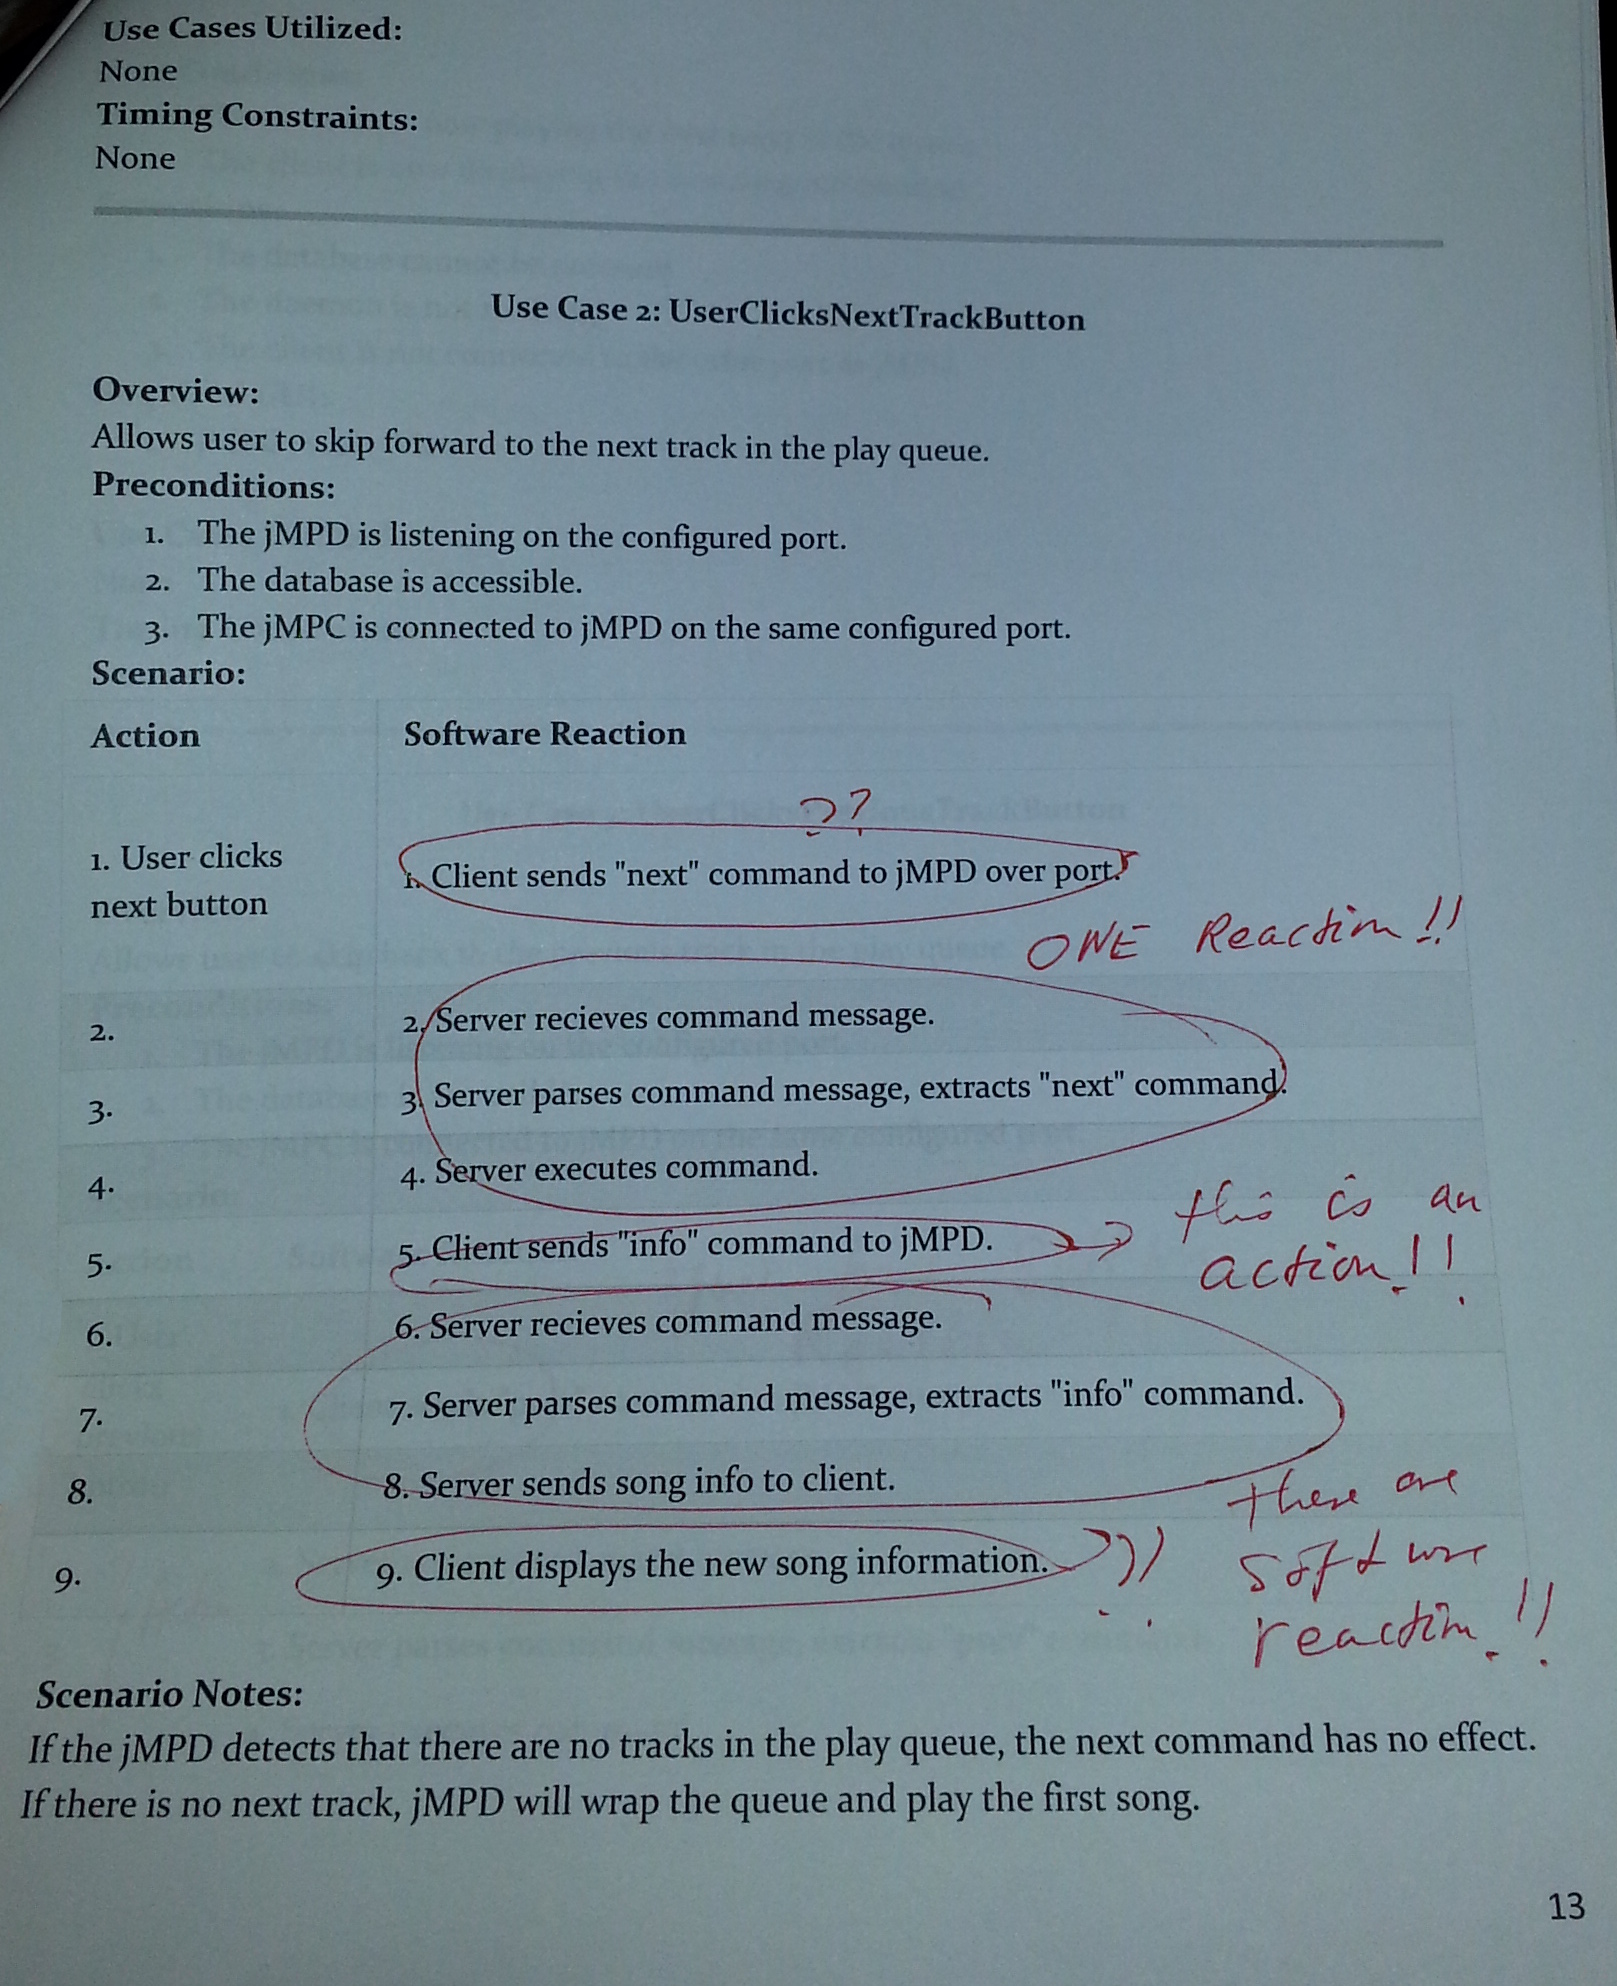 Use Cases Utilized:
None
Timing Constraints:
None
Use Case 2: UserClicksNextTrackButton
Overview:
Allows user to skip forward to the next track in the play queue.
Preconditions:
1. The jMPD is listening on the configured port.
2. The database is accessible.
3. The jMPC is connected to jMPD on the same configured port.
Scenario:
Action Software Reaction
??
1. User clicks
next button
1. Client sends "next" command to jMPD over port.
ONE Reaction!!
2. 2. Server recieves command message.
3. 3. Server parses command message, extracts "next" command.
4. 4. Server executes command.
this is an
action!!
5. 5. Client sends "info" command to jMPD.
6. 6. Server recieves command message.
7. 7. Server parses command message, extracts "info" command.
8. 8. Server sends song info to client.
these are
software
reaction!!
9. 9. Client displays the new song information. ??
Scenario Notes:
If the jMPD detects that there are no tracks in the play queue, the next command has no effect.
If there is no next track, jMPD will wrap the queue and play the first song.
13